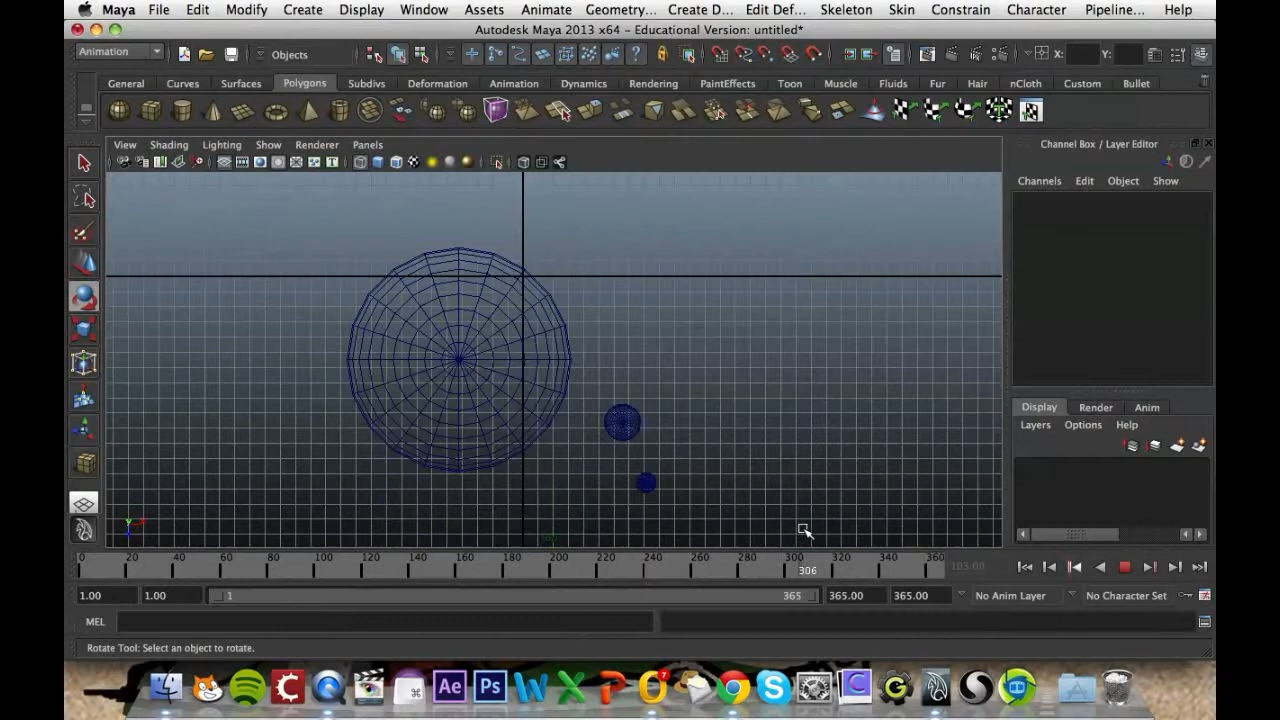 Maya File Edit Modify Create Display Window Assets Animate Geometry... Create D... Edit Def... Skeleton Skin Constrain Character Pipeline... Help
Autodesk Maya 2013 x64 - Educational Version: untitled*
Animation Objects X: Y:
General Curves Surfaces Polygons Subdivs Deformation Animation Dynamics Rendering PaintEffects Toon Muscle Fluids Fur Hair nCloth Custom Bullet
View Shading Lighting Show Renderer Panels
Channel Box / Layer Editor
Channels Edit Object Show
Display Render Anim
Layers Options Help
y x
top
0 20 40 60 80 100 120 140 160 180 200 220 240 260 280 300 320 340 360
306
103.00
1.00 1.00 1 365 365.00 365.00 No Anim Layer No Character Set
MEL
Rotate Tool: Select an object to rotate.
Ae Ps W X P O 7 S C G S